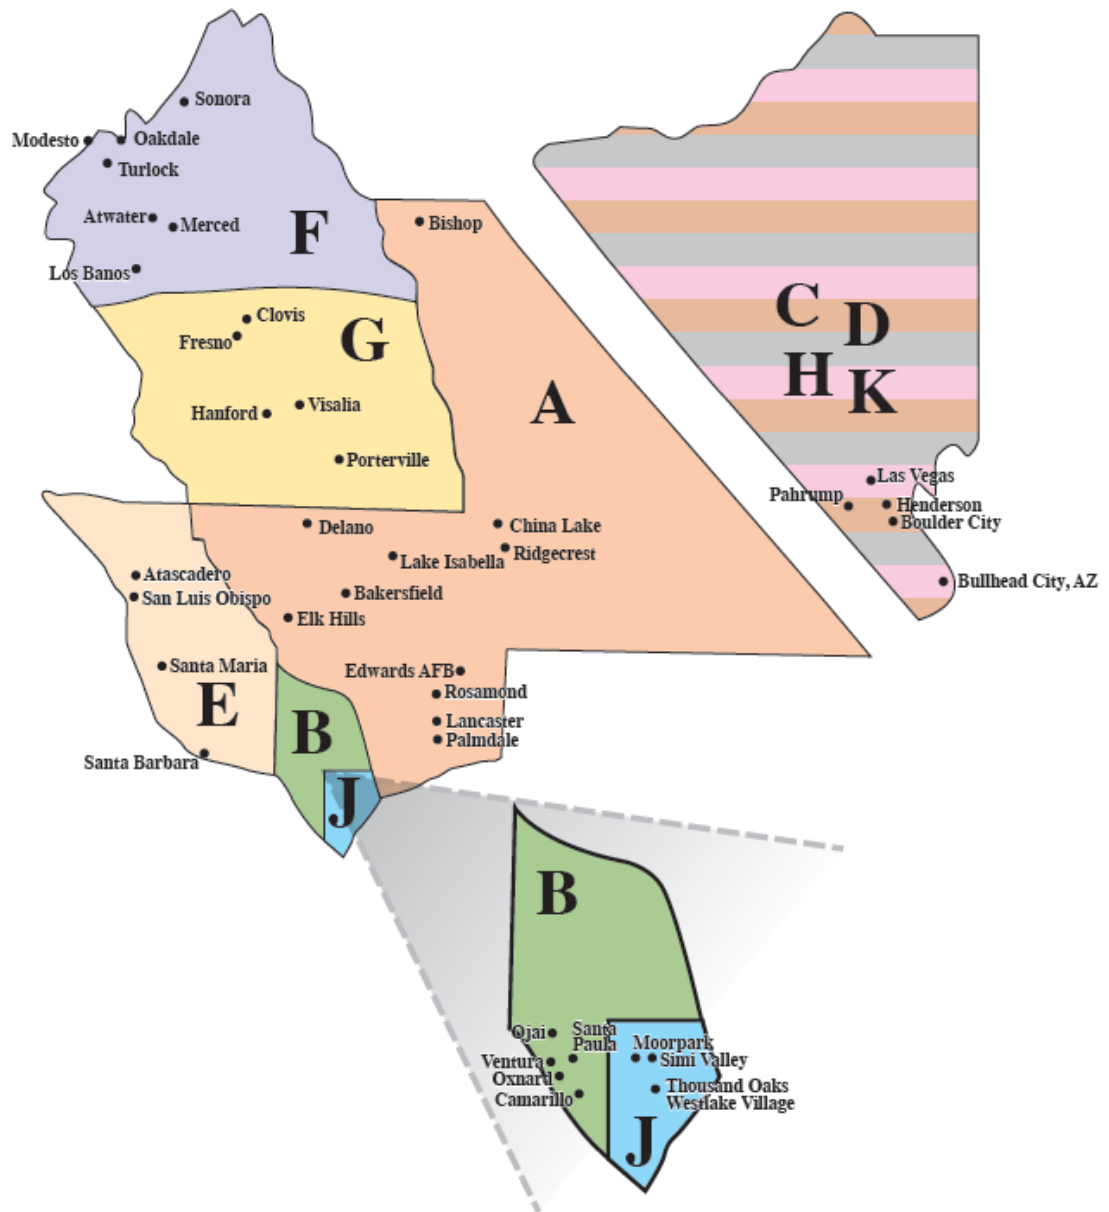 Sonora
Modesto
Oakdale
Turlock
Atwater
Merced
F
Los Banos
Bishop
Clovis
Fresno
G
Hanford
Visalia
Porterville
A
C
D
H
K
Las Vegas
Pahrump
Henderson
Boulder City
Bullhead City, AZ
Delano
China Lake
Lake Isabella
Ridgecrest
Bakersfield
Elk Hills
Atascadero
San Luis Obispo
Santa Maria
E
Santa Barbara
Edwards AFB
Rosamond
Lancaster
Palmdale
B
J
B
Ojai
Santa
Paula
Ventura
Oxnard
Camarillo
Moorpark
Simi Valley
Thousand Oaks
Westlake Village
J